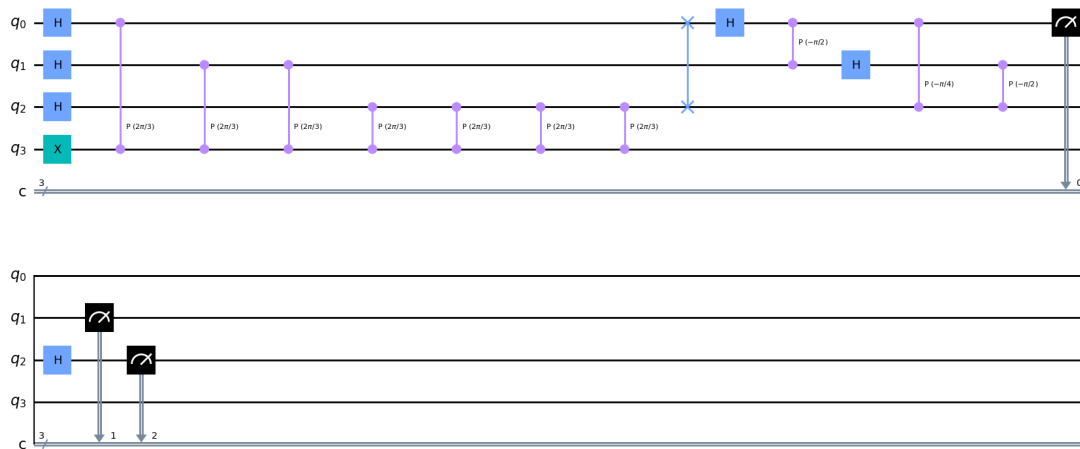 q0 H H
P (−π/2)
q1 H H
P (−π/4) P (−π/2)
q2 H
P (2π/3) P (2π/3) P (2π/3) P (2π/3) P (2π/3) P (2π/3) P (2π/3)
q3 X
3 0
c
q0
q1
q2 H
q3
3 1 2
c